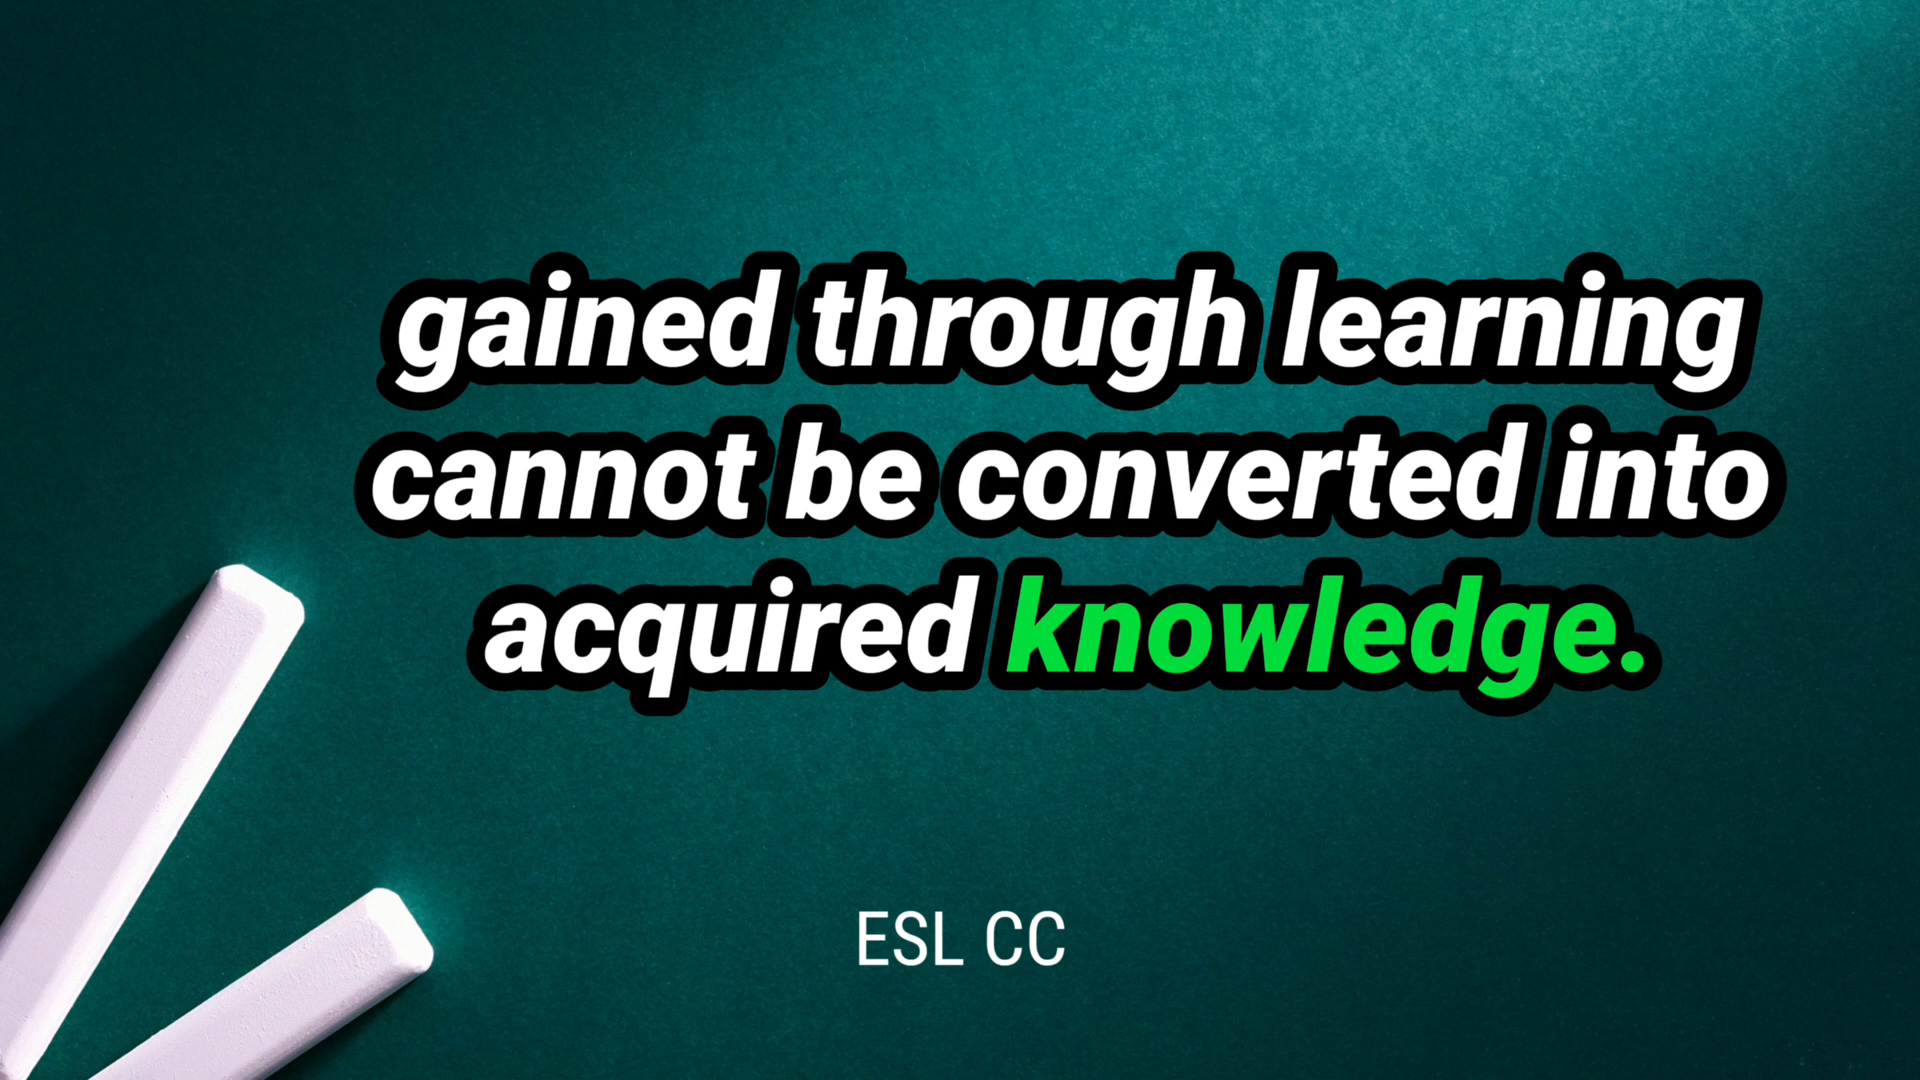 gained through learning
cannot be converted into
acquired knowledge.
ESL CC